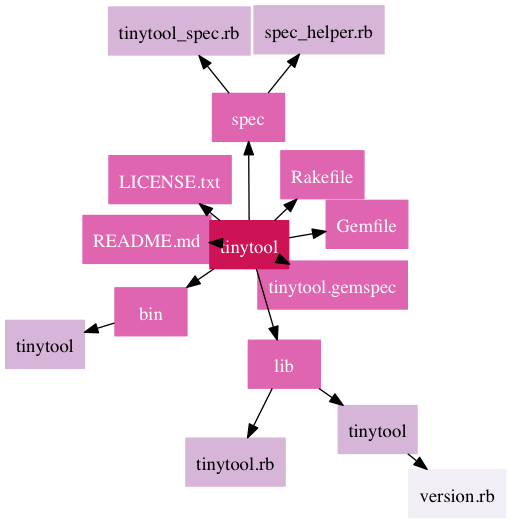 tinytool_spec.rb
spec_helper.rb
spec
LICENSE.txt
Rakefile
README.md
tinytool
Gemfile
tinytool.gemspec
bin
tinytool
lib
tinytool
tinytool.rb
version.rb